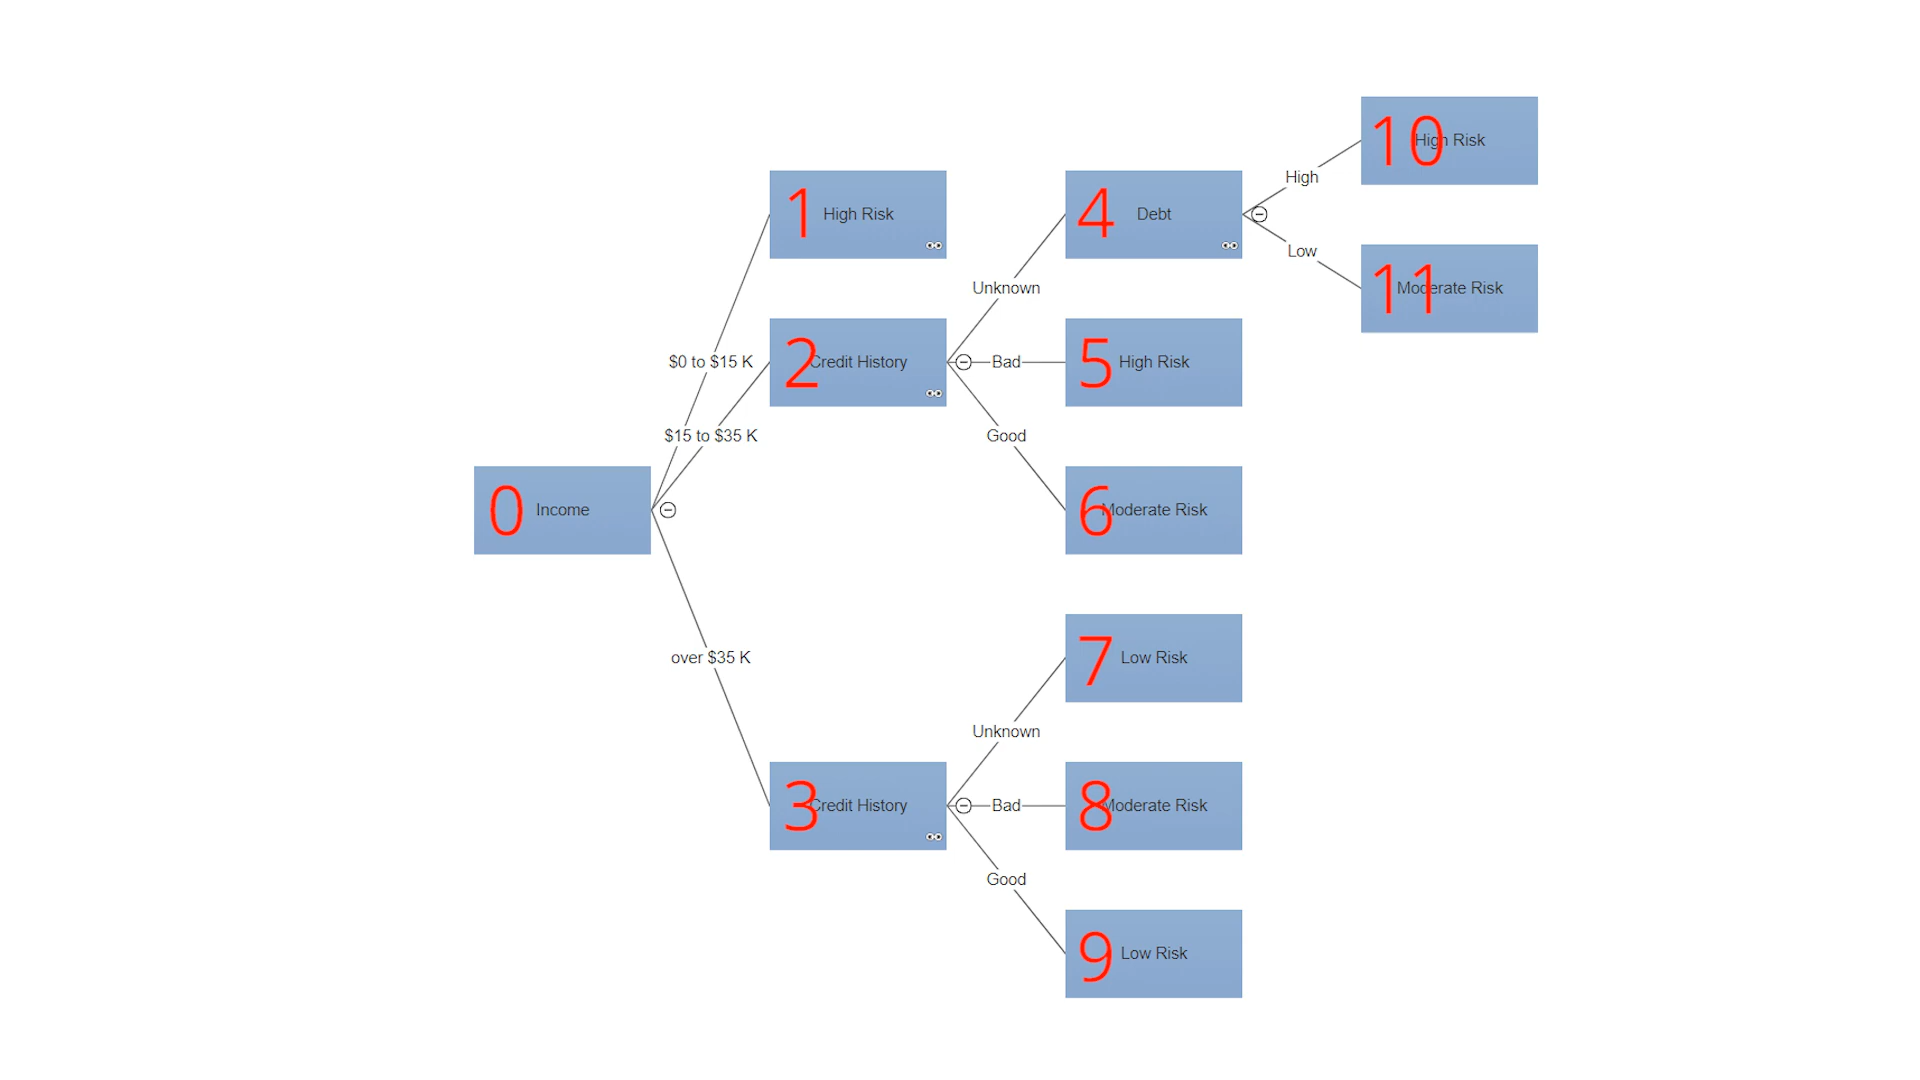 10 High Risk
1 High Risk
4 Debt
High
Low
11 Moderate Risk
Unknown
$0 to $15 K
2 Credit History
Bad
5 High Risk
$15 to $35 K
Good
0 Income
6 Moderate Risk
over $35 K
7 Low Risk
Unknown
3 Credit History
Bad
8 Moderate Risk
Good
9 Low Risk